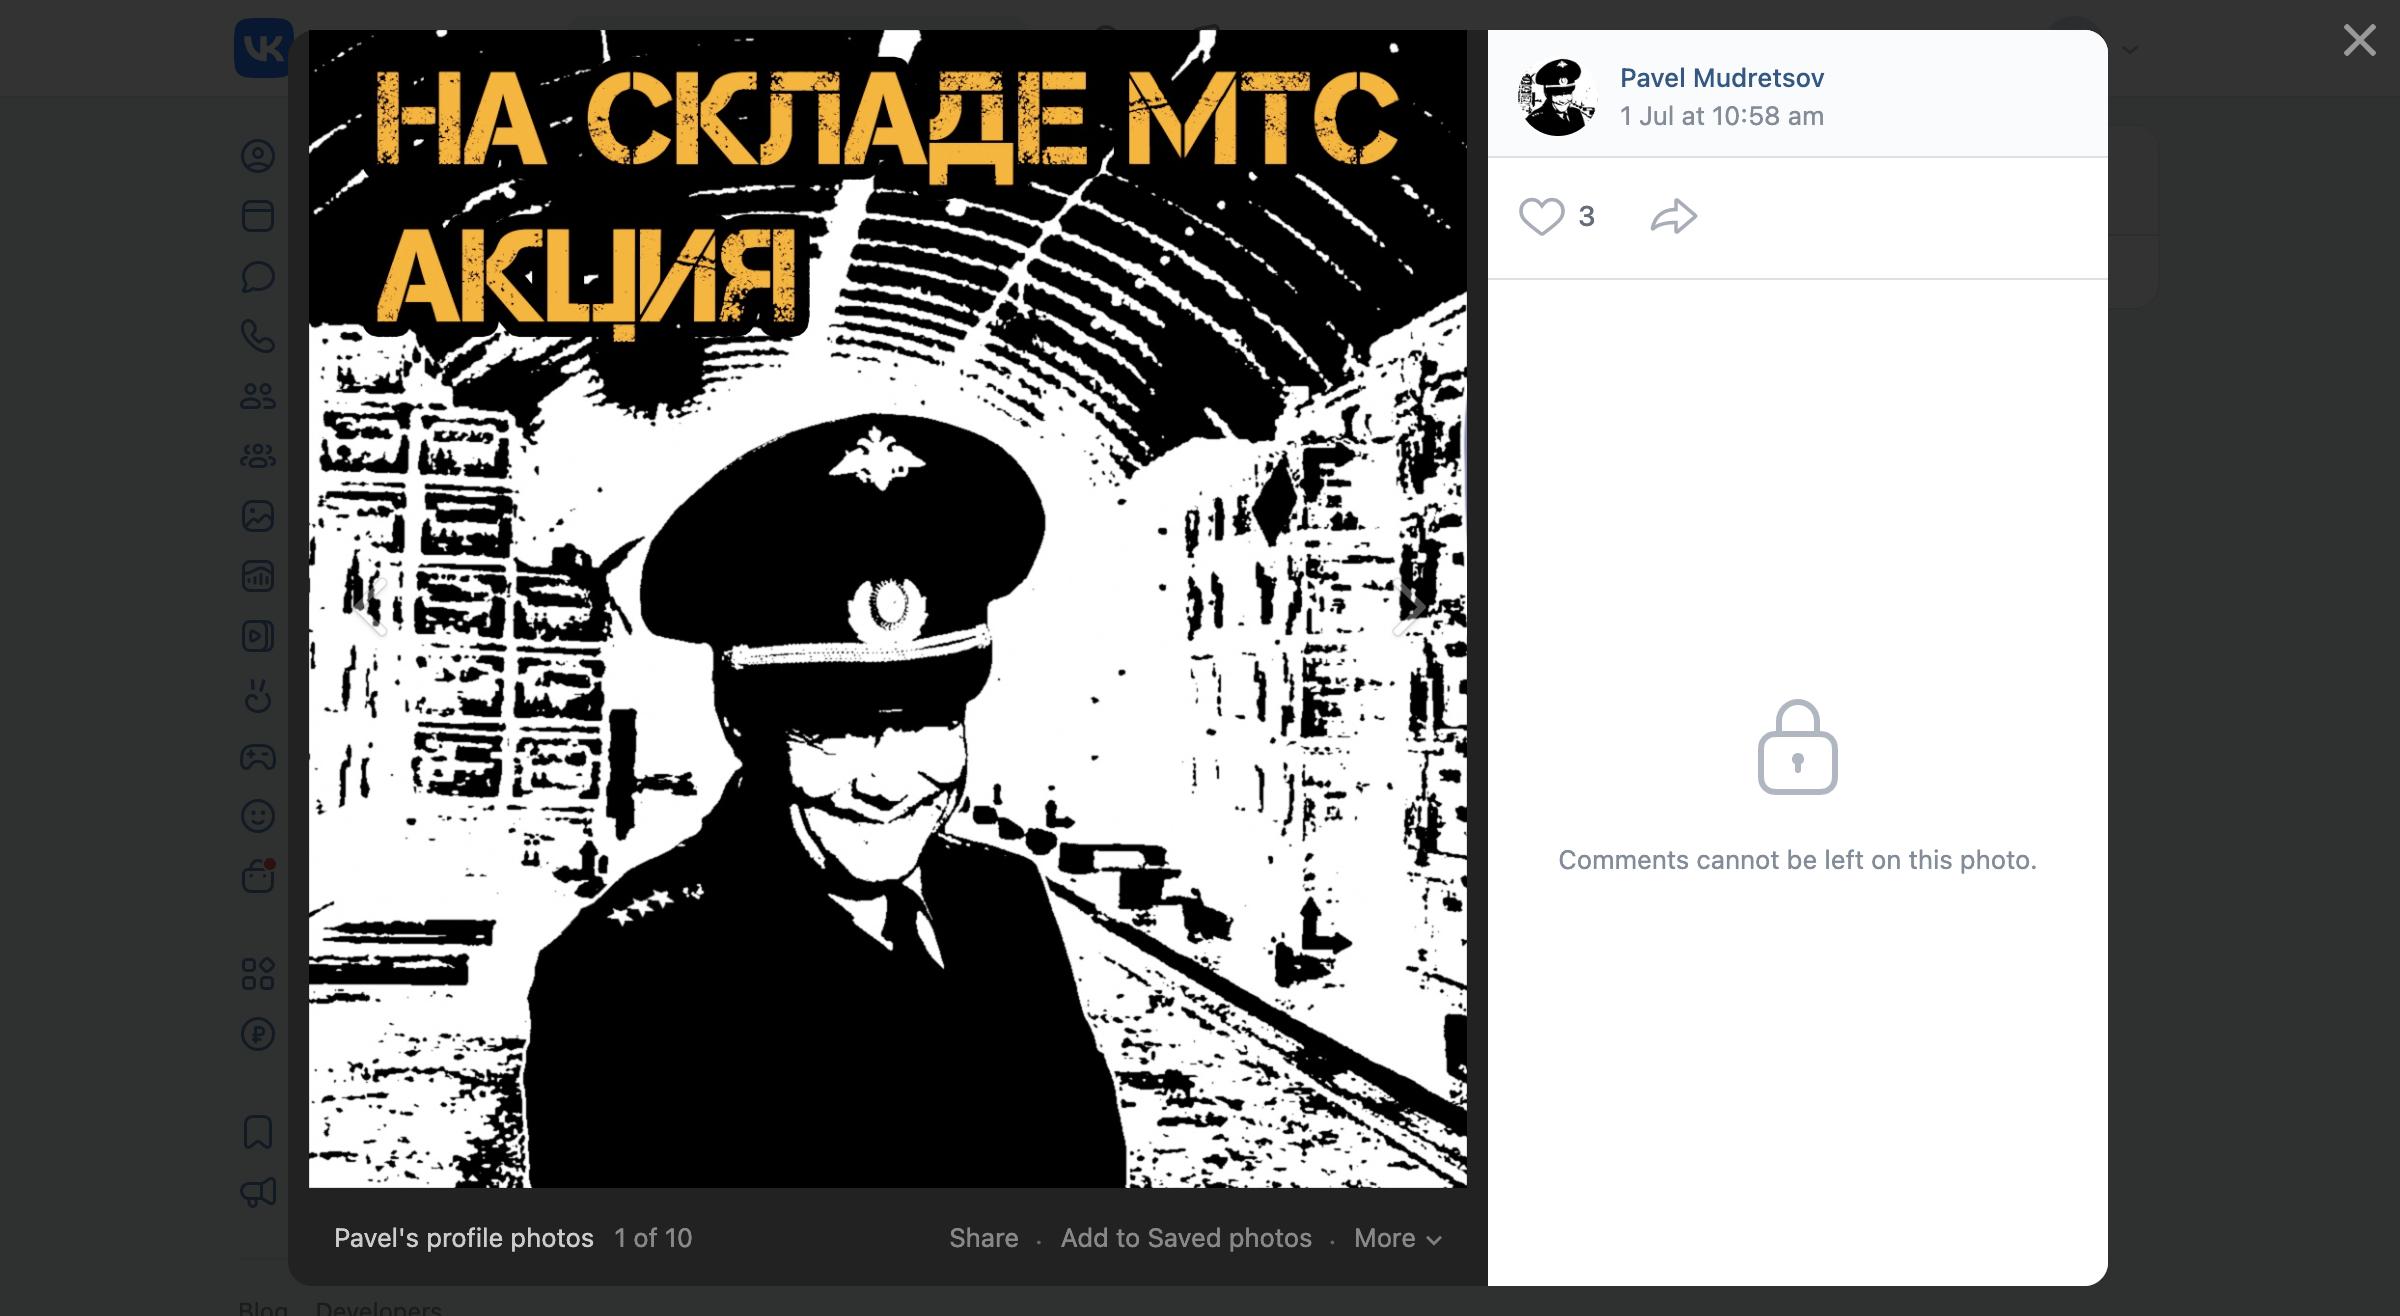 VK
НА СКЛАДЕ МТС
АКЦИЯ
Pavel Mudretsov
1 Jul at 10:58 am
3
Comments cannot be left on this photo.
Pavel's profile photos 1 of 10
Share · Add to Saved photos · More
Blog Developers